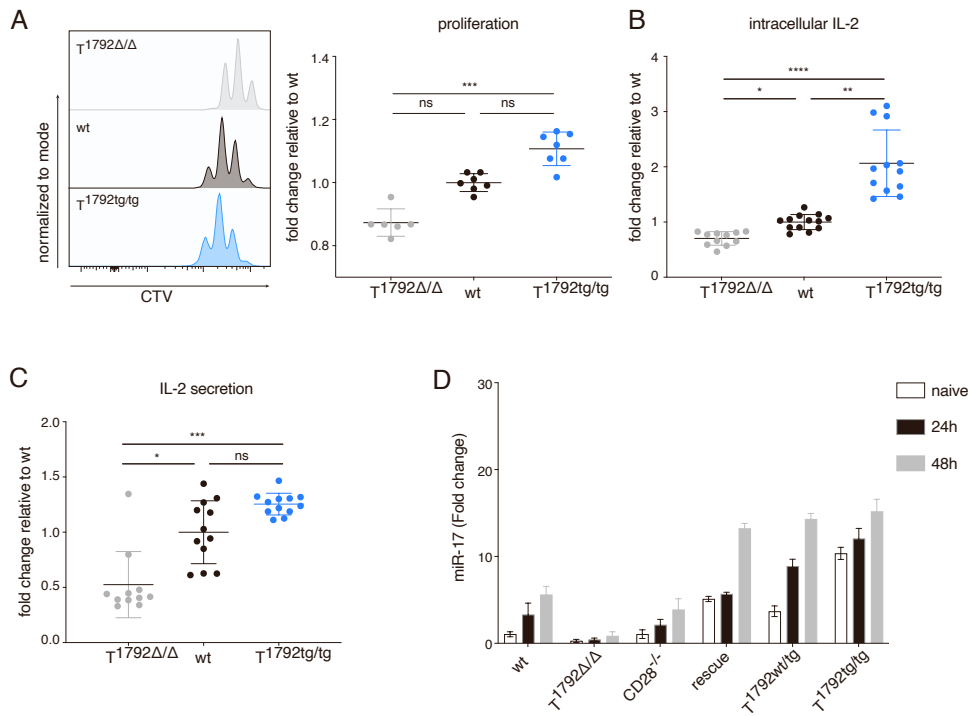 A
T1792Δ/Δ
wt
T1792tg/tg
normalized to mode
CTV
proliferation
fold change relative to wt
1.4
1.2
1.0
0.8
***
ns
ns
T1792Δ/Δ
wt
T1792tg/tg
B
intracellular IL-2
fold change relative to wt
4
3
2
1
0
****
*
**
T1792Δ/Δ
wt
T1792tg/tg
C
IL-2 secretion
fold change relative to wt
2.0
1.5
1.0
0.5
0.0
***
*
ns
T1792Δ/Δ
wt
T1792tg/tg
D
miR-17 (Fold change)
30
20
10
0
naive
24h
48h
wt
T1792Δ/Δ
CD28-/-
rescue
T1792wt/tg
T1792tg/tg